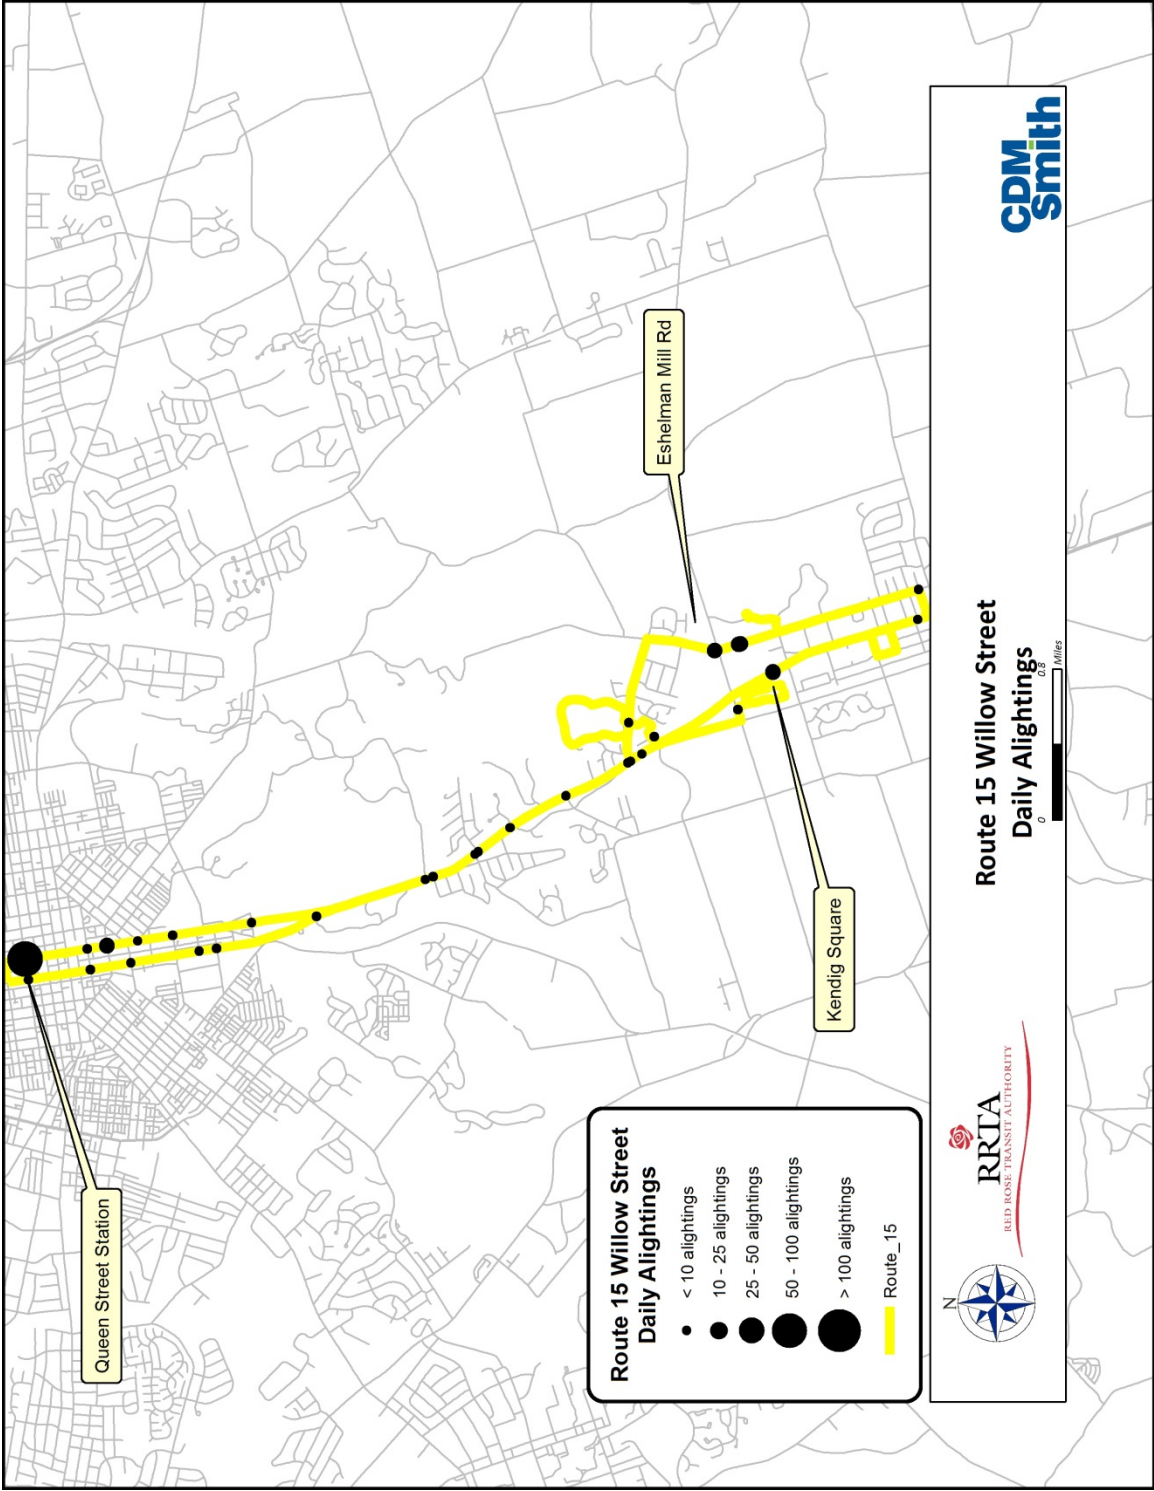 Queen Street Station
Eshelman Mill Rd
Kendig Square
Route 15 Willow Street
Daily Alightings
< 10 alightings
10 - 25 alightings
25 - 50 alightings
50 - 100 alightings
> 100 alightings
Route_15
N
RRTA
RED ROSE TRANSIT AUTHORITY
Route 15 Willow Street
Daily Alightings
0 0.8
Miles
CDM
Smith